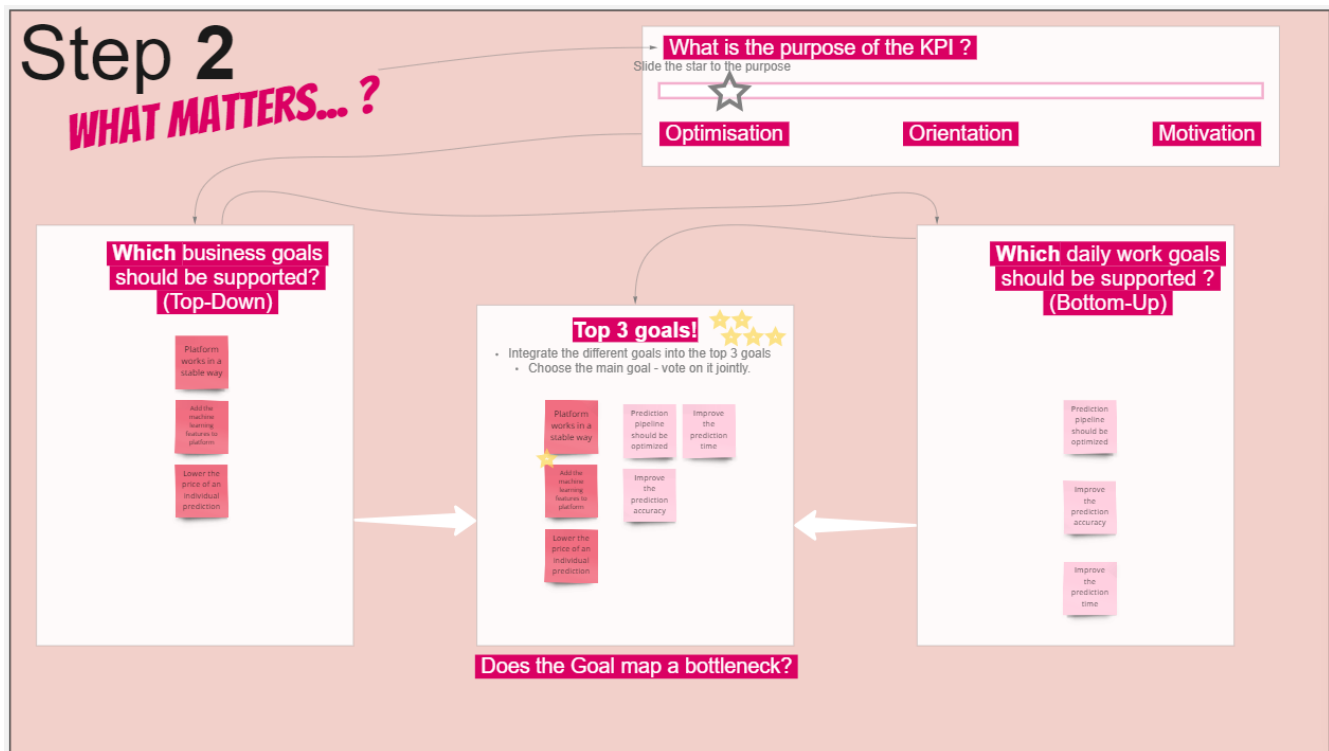 Step 2
WHAT MATTERS... ?
What is the purpose of the KPI ?
Slide the star to the purpose
Optimisation
Orientation
Motivation
Which business goals
should be supported?
(Top-Down)
Platform
works in a
stable way
Add the
machine
learning
features to
platform
Lower the
price of an
individual
prediction
Top 3 goals!
• Integrate the different goals into the top 3 goals
• Choose the main goal - vote on it jointly.
Platform
works in a
stable way
Add the
machine
learning
features to
platform
Lower the
price of an
individual
prediction
Prediction
pipeline
should be
optimized
Improve
the
prediction
time
Improve
the
prediction
accuracy
Which daily work goals
should be supported ?
(Bottom-Up)
Prediction
pipeline
should be
optimized
Improve
the
prediction
accuracy
Improve
the
prediction
time
Does the Goal map a bottleneck?